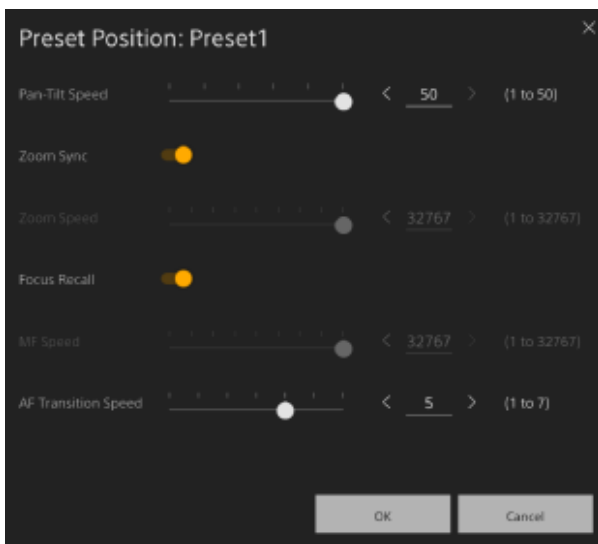 Preset Position: Preset1
Pan-Tilt Speed < 50 > (1 to 50)
Zoom Sync
Zoom Speed < 32767 > (1 to 32767)
Focus Recall
MF Speed < 32767 > (1 to 32767)
AF Transition Speed < 5 > (1 to 7)
OK Cancel